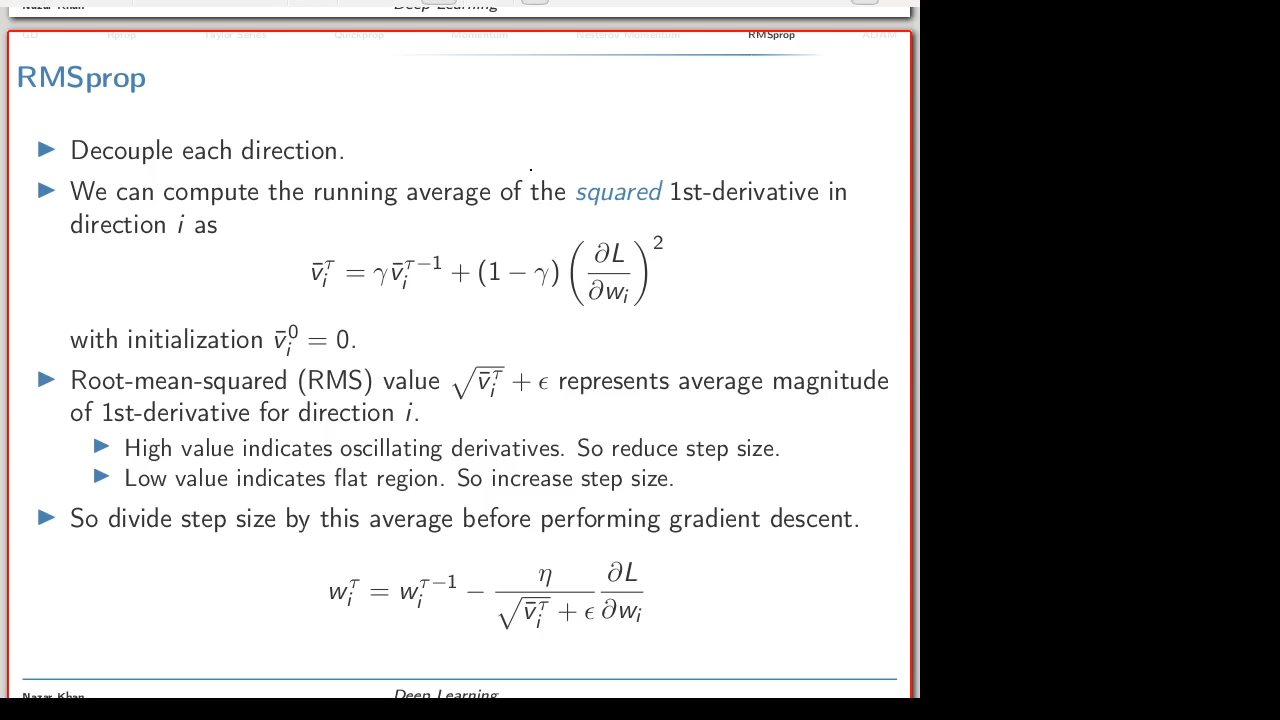 Nazar Khan Deep Learning
GD Rprop Taylor Series Quickprop Momentum Nesterov Momentum RMSprop ADAM
RMSprop
▶ Decouple each direction.
▶ We can compute the running average of the squared 1st-derivative in
direction i as
v̄ᵢ^τ = γv̄ᵢ^{τ−1} + (1 − γ) (∂L/∂wᵢ)²
with initialization v̄ᵢ⁰ = 0.
▶ Root-mean-squared (RMS) value √v̄ᵢ^τ + ϵ represents average magnitude
of 1st-derivative for direction i.
▶ High value indicates oscillating derivatives. So reduce step size.
▶ Low value indicates flat region. So increase step size.
▶ So divide step size by this average before performing gradient descent.
wᵢ^τ = wᵢ^{τ−1} − η/(√v̄ᵢ^τ + ϵ) ∂L/∂wᵢ
Nazar Khan Deep Learning